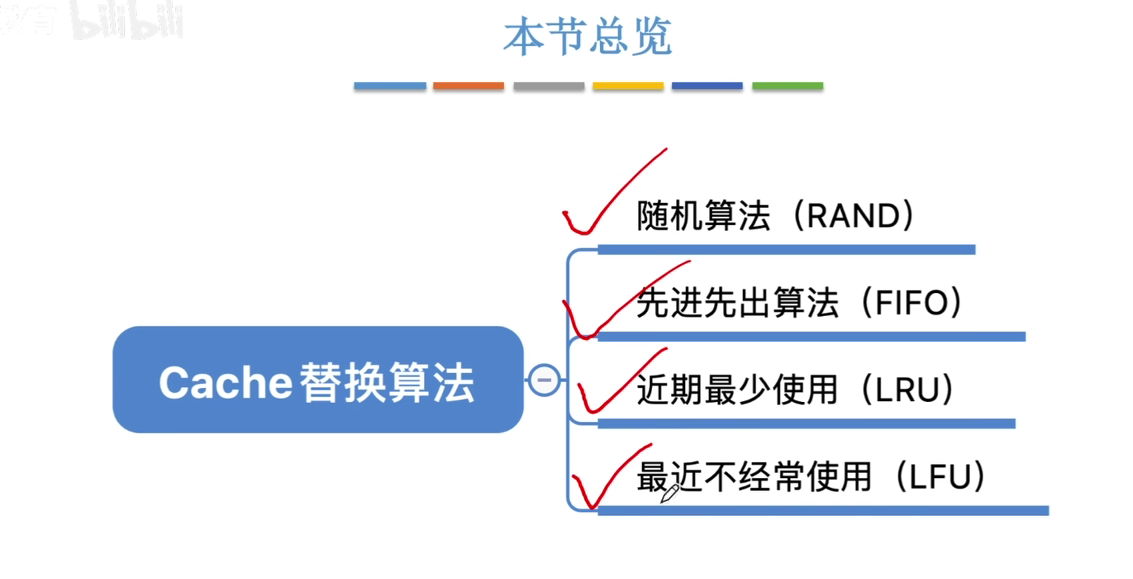 教育 bilibili
本节总览
随机算法（RAND）
先进先出算法（FIFO）
Cache替换算法
近期最少使用（LRU）
最近不经常使用（LFU）